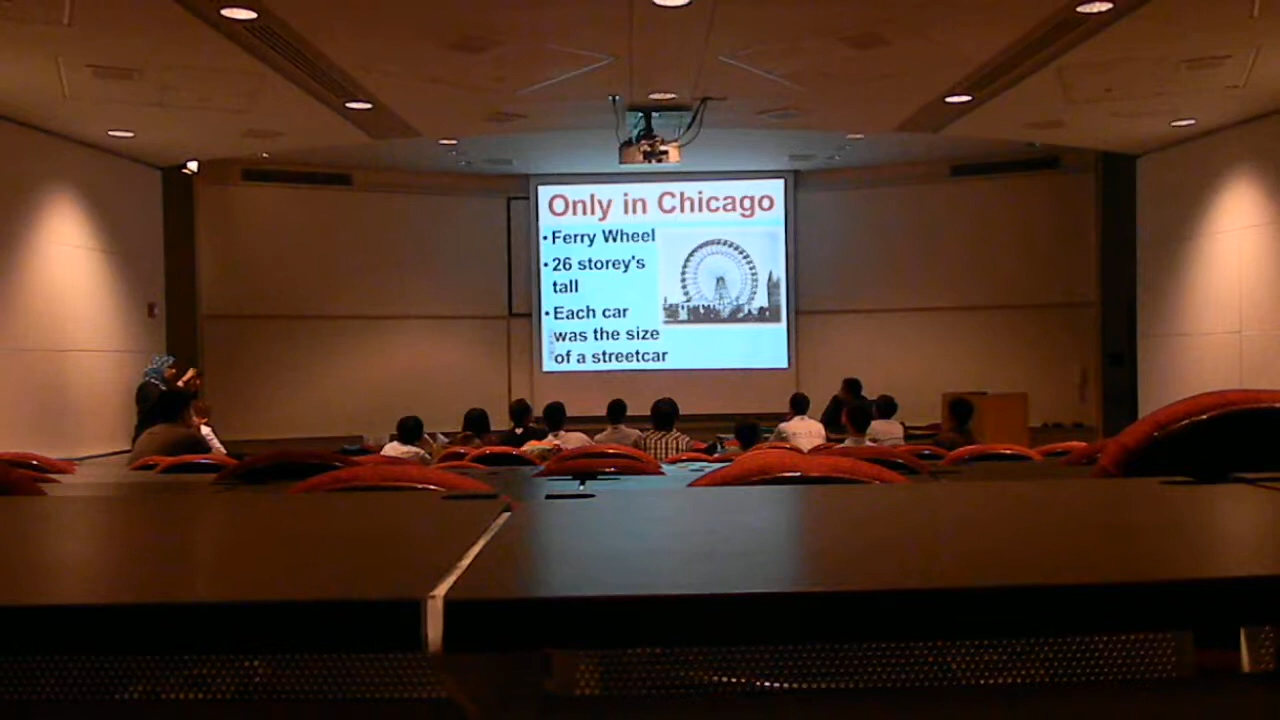 Only in Chicago
• Ferry Wheel
• 26 storey's
tall
• Each car
was the size
of a streetcar